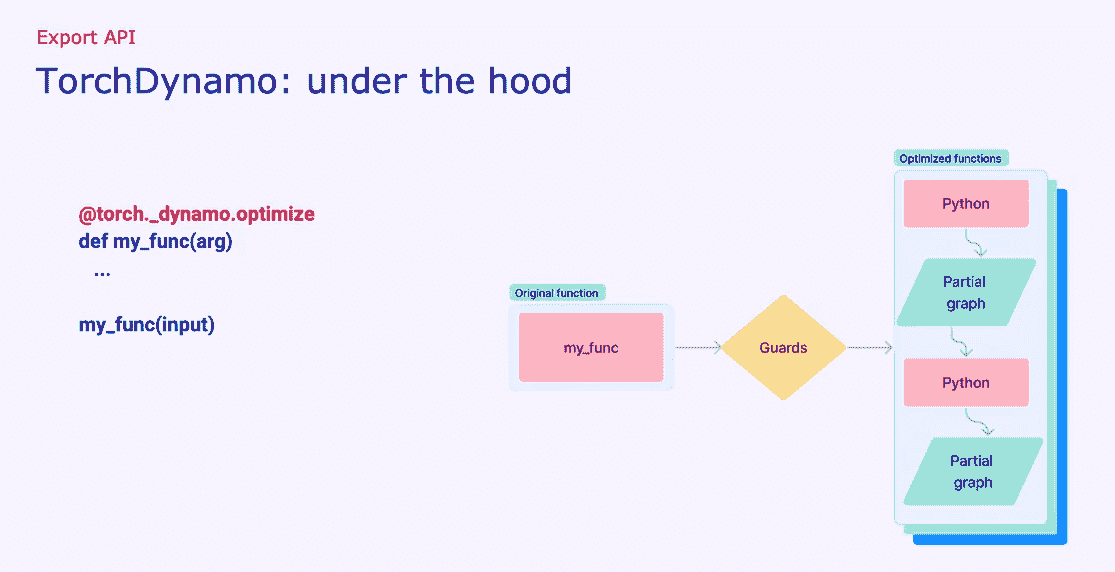 Export API
TorchDynamo: under the hood
@torch._dynamo.optimize
def my_func(arg)
...
my_func(input)
Original function
my_func
Guards
Optimized functions
Python
Partial
graph
Python
Partial
graph